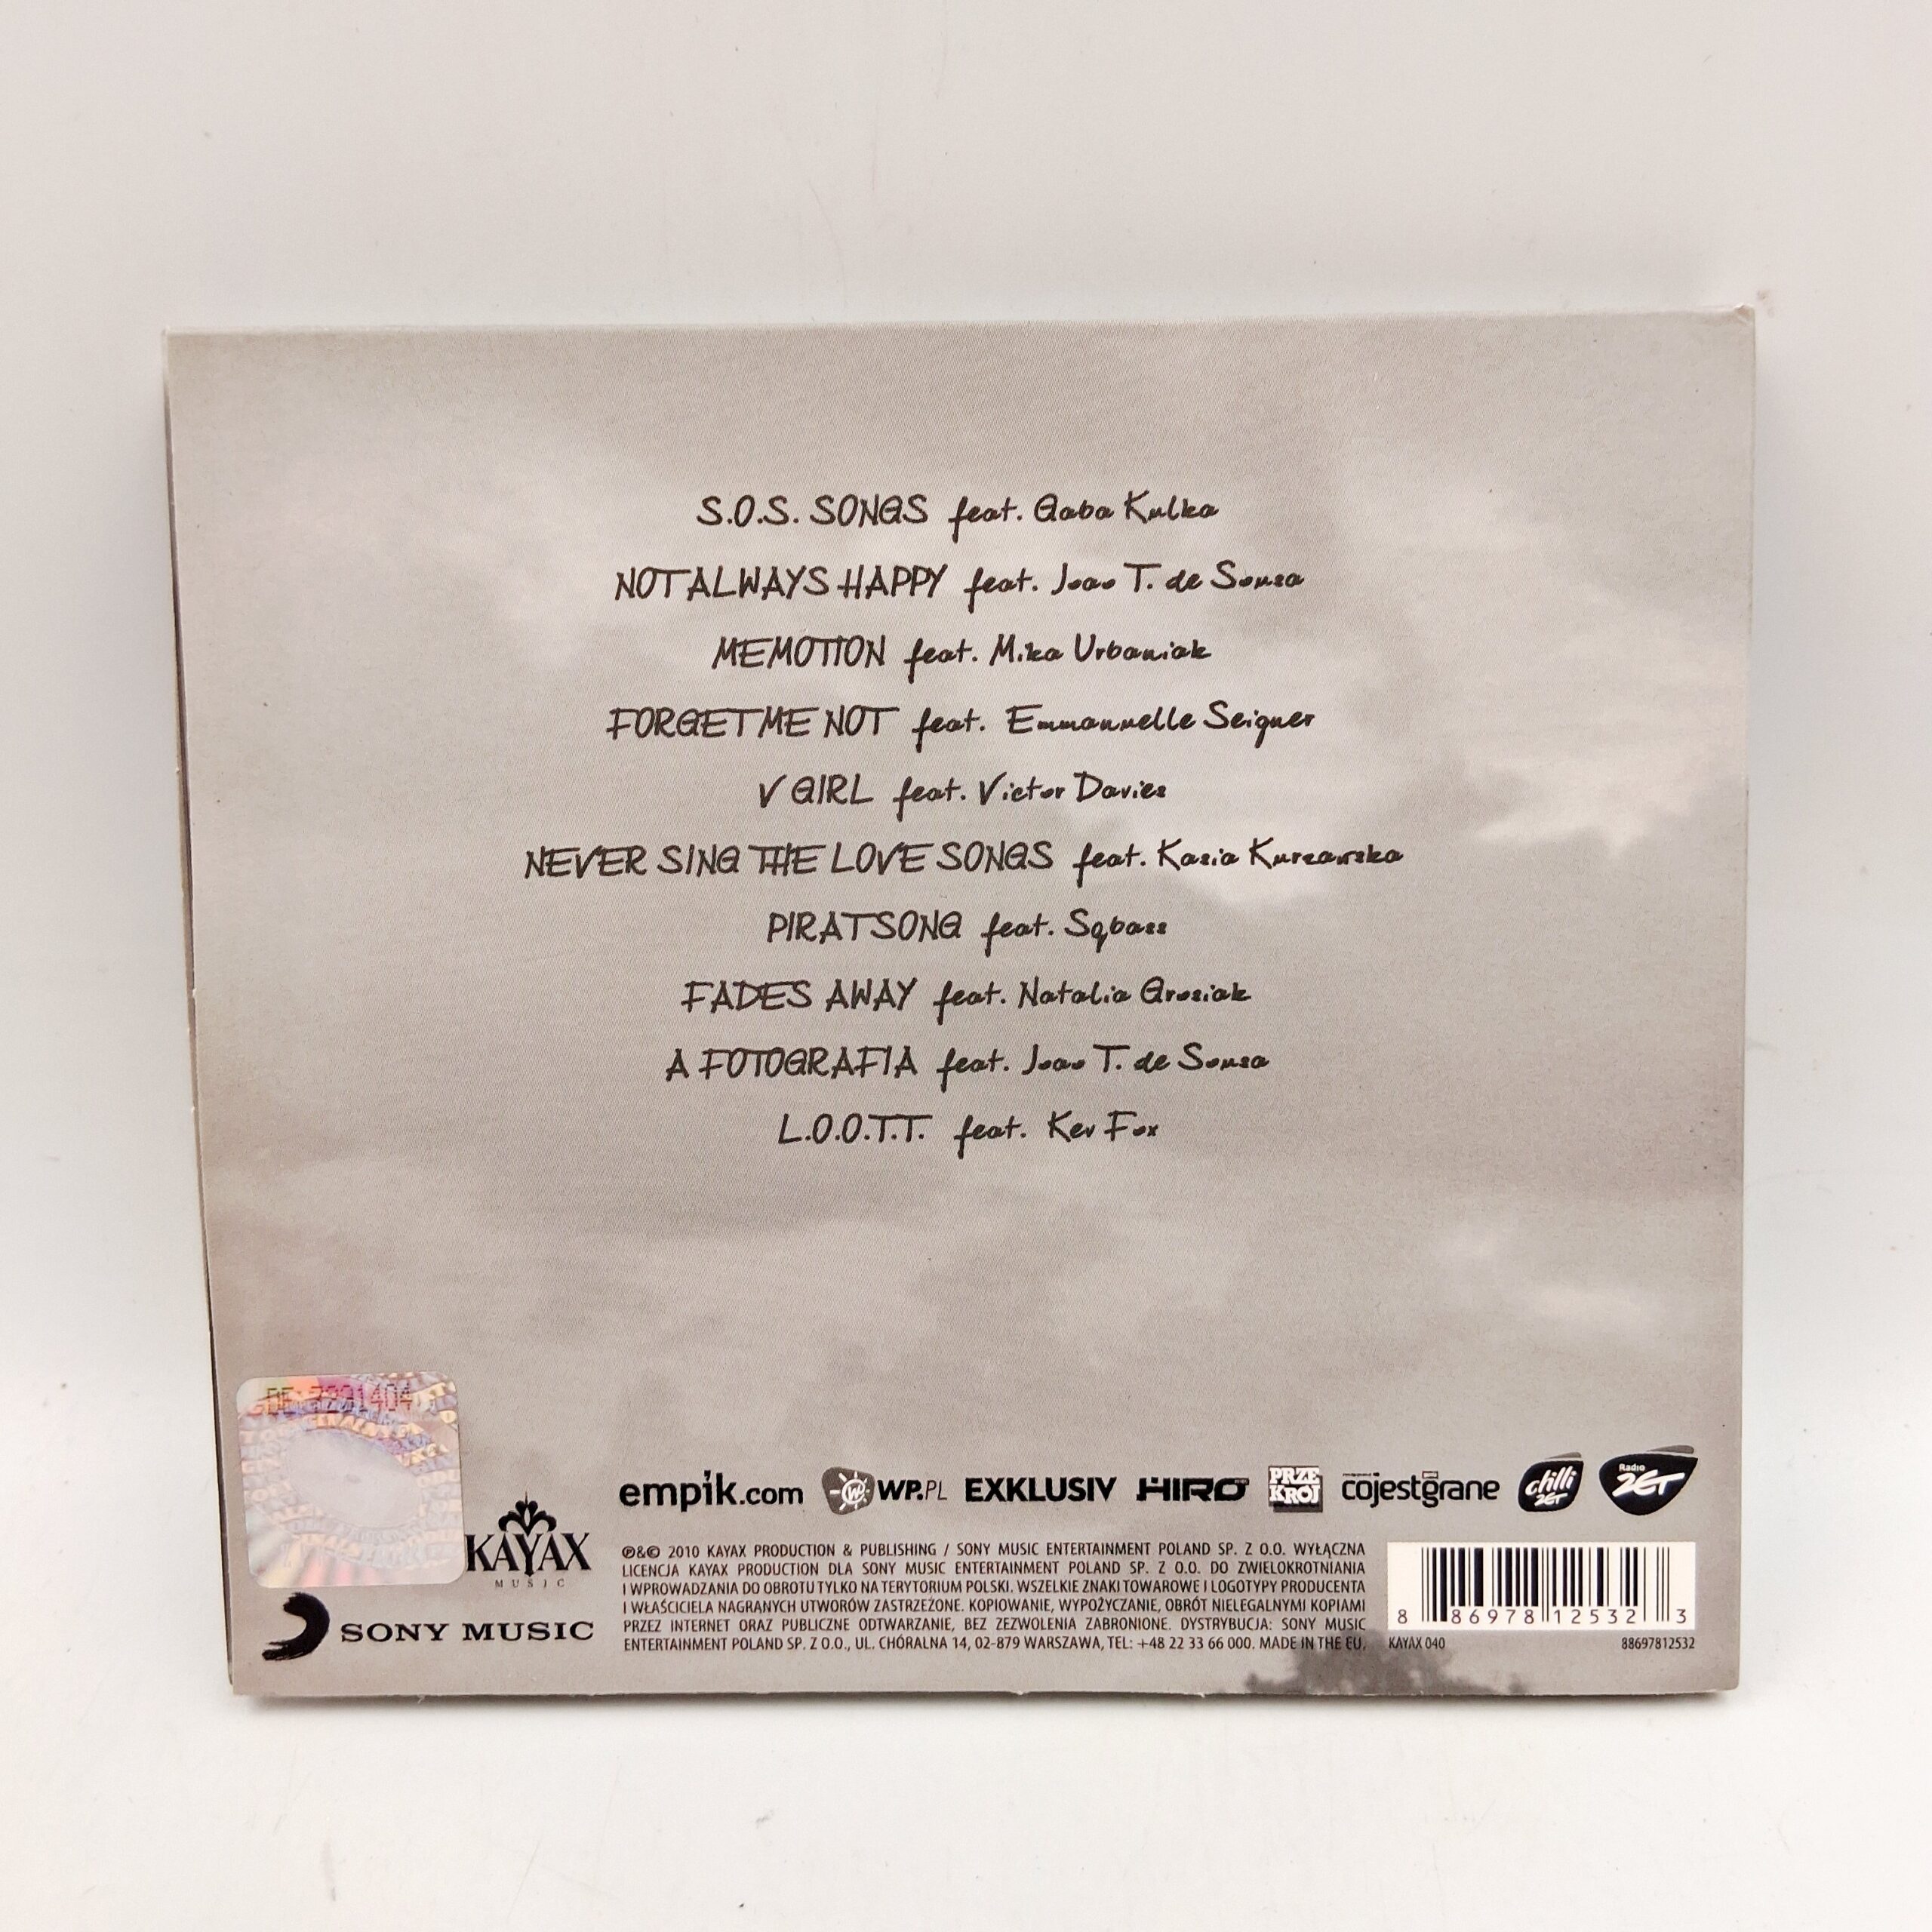 S.O.S. SONGS feat. Gaba Kulka
NOT ALWAYS HAPPY feat. Joao T. de Sousa
MEMOTION feat. Mika Urbaniak
FORGET ME NOT feat. Emmanuelle Seigner
V GIRL feat. Victor Davies
NEVER SING THE LOVE SONGS feat. Kasia Kurzawska
PIRATSONG feat. Sqbass
FADES AWAY feat. Natalia Grosiak
A FOTOGRAFIA feat. Joao T. de Sousa
L.O.O.T.T. feat. Kev Fox
DE 7291404
empik.com WP.PL EXKLUSIV HIRO PRZE KRÓJ cojestgrane chilli ZET Radio ZET
KAYAX
MUSIC
SONY MUSIC
℗&© 2010 KAYAX PRODUCTION & PUBLISHING / SONY MUSIC ENTERTAINMENT POLAND SP. Z O.O. WYŁĄCZNA
LICENCJA KAYAX PRODUCTION DLA SONY MUSIC ENTERTAINMENT POLAND SP. Z O.O. DO ZWIELOKROTNIANIA
I WPROWADZANIA DO OBROTU TYLKO NA TERYTORIUM POLSKI. WSZELKIE ZNAKI TOWAROWE I LOGOTYPY PRODUCENTA
I WŁAŚCICIELA NAGRANYCH UTWORÓW ZASTRZEŻONE. KOPIOWANIE, WYPOŻYCZANIE, OBRÓT NIELEGALNYMI KOPIAMI
PRZEZ INTERNET ORAZ PUBLICZNE ODTWARZANIE, BEZ ZEZWOLENIA ZABRONIONE. DYSTRYBUCJA: SONY MUSIC
ENTERTAINMENT POLAND SP. Z O.O., UL. CHÓRALNA 14, 02-879 WARSZAWA, TEL: +48 22 33 66 000. MADE IN THE EU.
8 86978 12532 3
KAYAX 040 88697812532